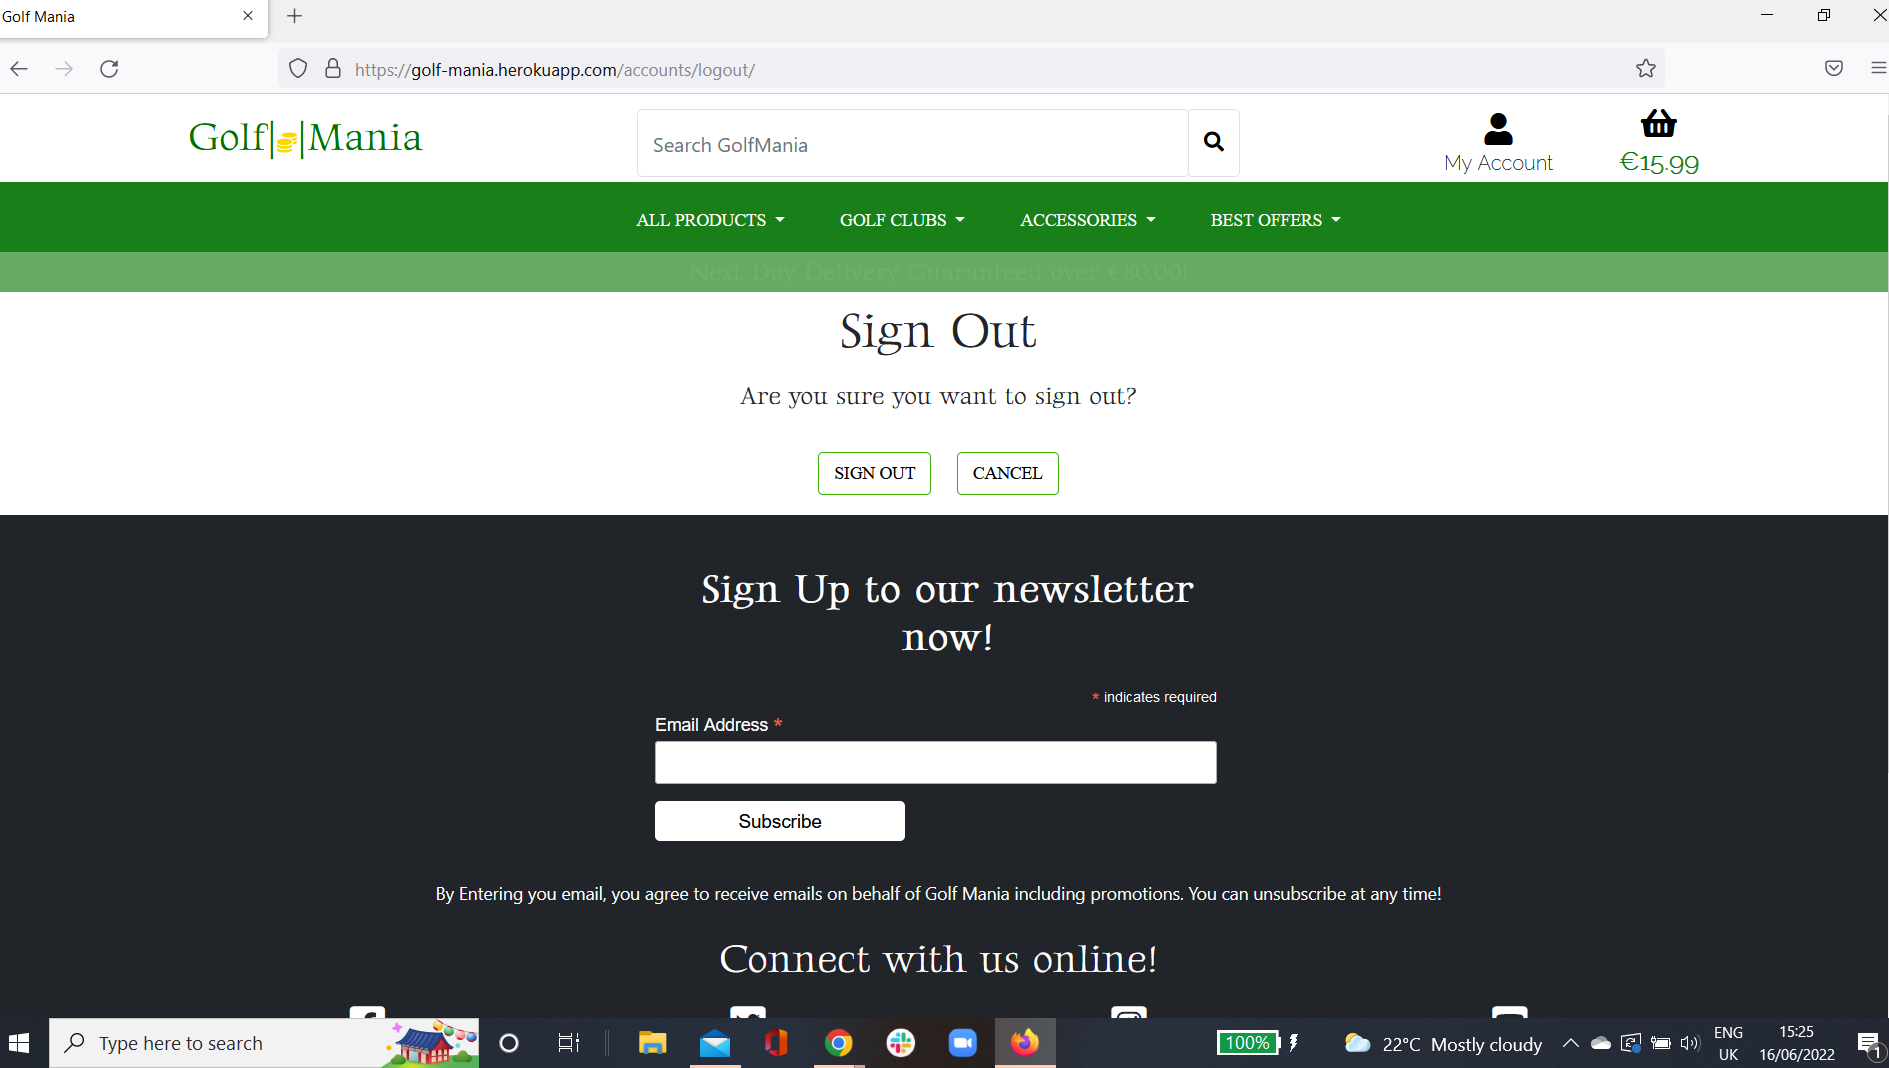 Golf Mania
https://golf-mania.herokuapp.com/accounts/logout/
Golf||Mania
Search GolfMania
My Account
€15.99
ALL PRODUCTS
GOLF CLUBS
ACCESSORIES
BEST OFFERS
Next Day Delivery Guaranteed over €80.00!
Sign Out
Are you sure you want to sign out?
SIGN OUT
CANCEL
Sign Up to our newsletter
now!
* indicates required
Email Address *
Subscribe
By Entering you email, you agree to receive emails on behalf of Golf Mania including promotions. You can unsubscribe at any time!
Connect with us online!
Type here to search
100%
22°C Mostly cloudy
ENG
UK
15:25
16/06/2022
1